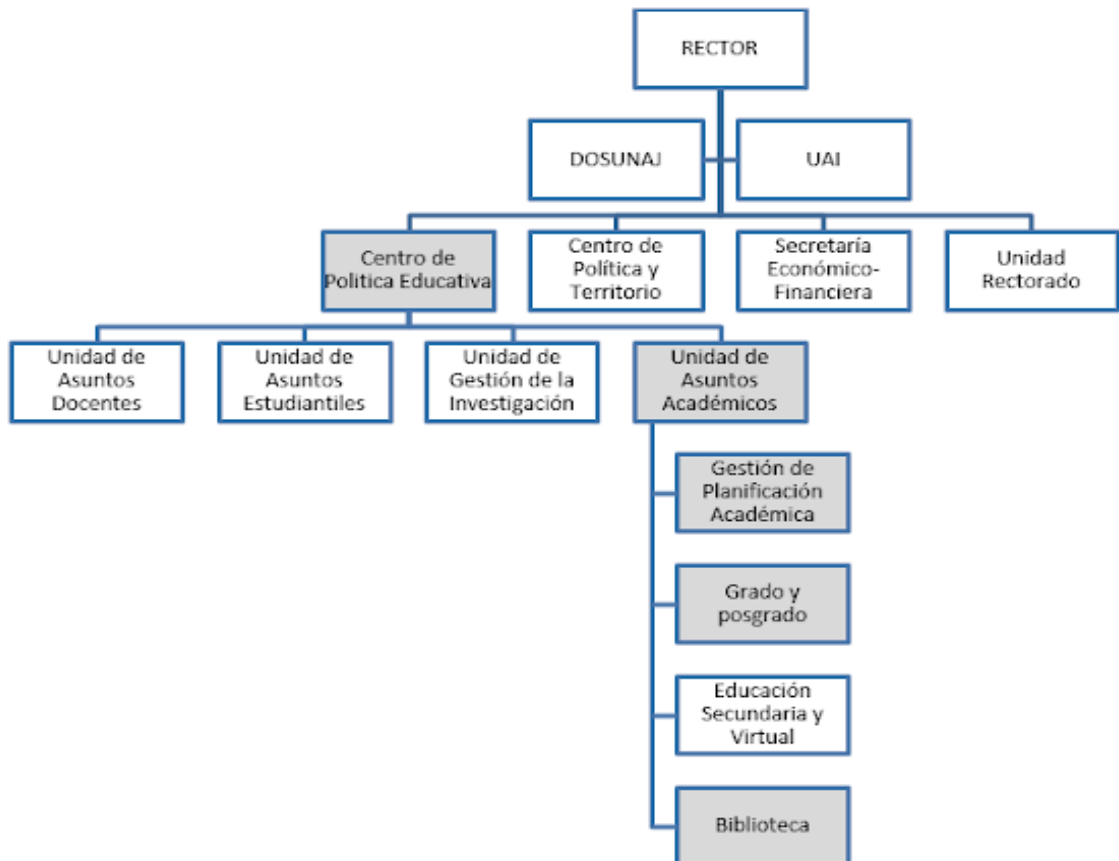 RECTOR
DOSUNAJ
UAI
Centro de
Politica Educativa
Centro de
Política y
Territorio
Secretaría
Económico-
Financiera
Unidad
Rectorado
Unidad de
Asuntos
Docentes
Unidad de
Asuntos
Estudiantiles
Unidad de
Gestión de la
Investigación
Unidad de
Asuntos
Académicos
Gestión de
Planificación
Académica
Grado y
posgrado
Educación
Secundaria y
Virtual
Biblioteca